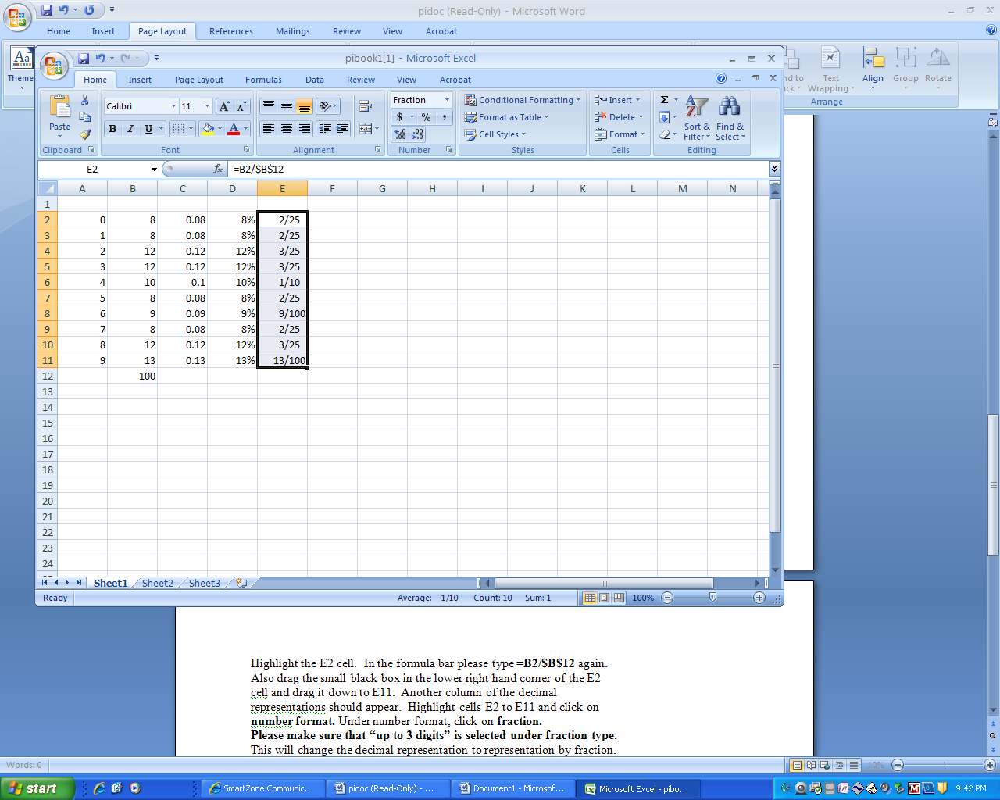 pidoc (Read-Only) - Microsoft Word
Home Insert Page Layout References Mailings Review View Acrobat
Aa
Theme
Text Align Group Rotate
Wrapping
Arrange
pibook1[1] - Microsoft Excel
Home Insert Page Layout Formulas Data Review View Acrobat
Paste
Clipboard
Calibri 11
B I U
Font
Alignment
Fraction
$ % ,
Number
Conditional Formatting
Format as Table
Cell Styles
Styles
Insert
Delete
Format
Cells
Σ
Sort & Filter
Find & Select
Editing
E2 fx =B2/$B$12
A B C D E F G H I J K L M N
1
2 0 8 0.08 8% 2/25
3 1 8 0.08 8% 2/25
4 2 12 0.12 12% 3/25
5 3 12 0.12 12% 3/25
6 4 10 0.1 10% 1/10
7 5 8 0.08 8% 2/25
8 6 9 0.09 9% 9/100
9 7 8 0.08 8% 2/25
10 8 12 0.12 12% 3/25
11 9 13 0.13 13% 13/100
12 100
13
14
15
16
17
18
19
20
21
22
23
24
Sheet1 Sheet2 Sheet3
Ready Average: 1/10 Count: 10 Sum: 1 100%
Highlight the E2 cell. In the formula bar please type =B2/$B$12 again.
Also drag the small black box in the lower right hand corner of the E2
cell and drag it down to E11. Another column of the decimal
representations should appear. Highlight cells E2 to E11 and click on
number format. Under number format, click on fraction.
Please make sure that “up to 3 digits” is selected under fraction type.
This will change the decimal representation to representation by fraction.
Words: 0 10%
start SmartZone Communic... pidoc (Read-Only) - ... Document1 - Microsof... Microsoft Excel - pibo... 9:42 PM